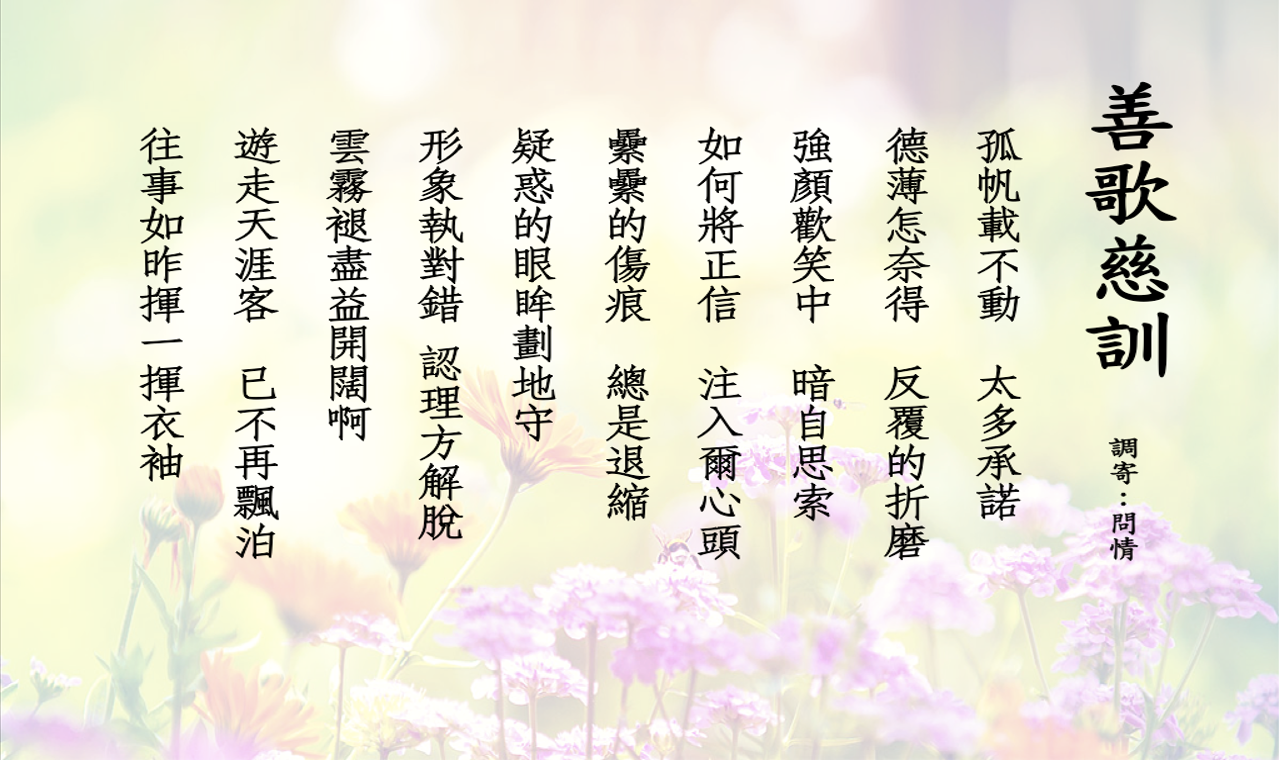 善歌慈訓 調寄：問情
孤帆載不動 太多承諾
德薄怎奈得 反覆的折磨
強顏歡笑中 暗自思索
如何將正信 注入爾心頭
纍纍的傷痕 總是退縮
疑惑的眼眸劃地守
形象執對錯 認理方解脫
雲霧褪盡益開闊啊
遊走天涯客 已不再飄泊
往事如昨揮一揮衣袖